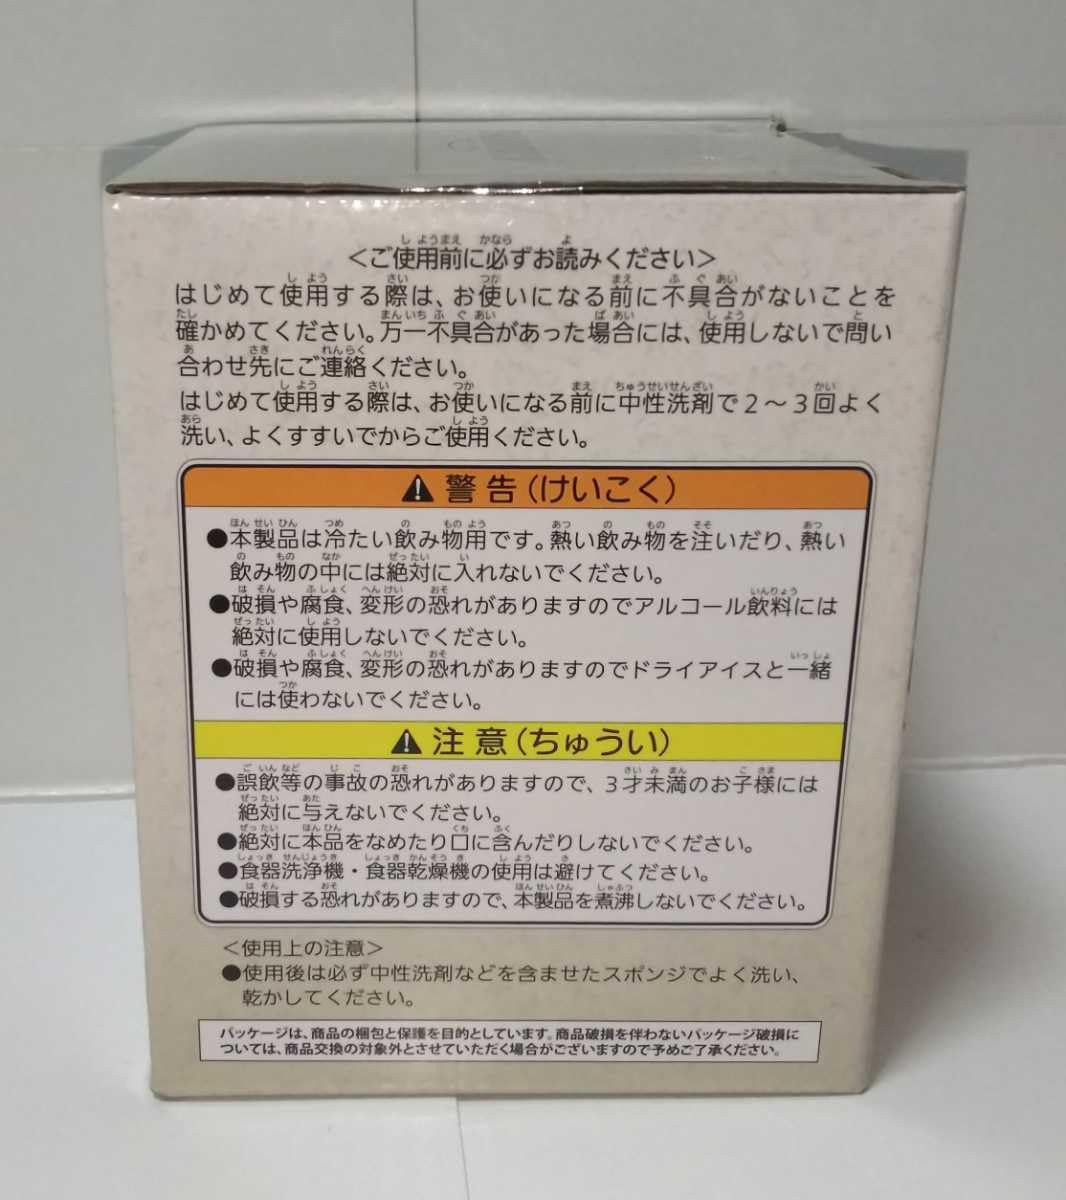 ＜ご使用前に必ずお読みください＞
はじめて使用する際は、お使いになる前に不具合がないことを
確かめてください。万一不具合があった場合には、使用しないで問い
合わせ先にご連絡ください。
はじめて使用する際は、お使いになる前に中性洗剤で2〜3回よく
洗い、よくすすいでからご使用ください。
⚠警告(けいこく)
●本製品は冷たい飲み物用です。熱い飲み物を注いだり、熱い
飲み物の中には絶対に入れないでください。
●破損や腐食、変形の恐れがありますのでアルコール飲料には
絶対に使用しないでください。
●破損や腐食、変形の恐れがありますのでドライアイスと一緒
には使わないでください。
⚠注意(ちゅうい)
●誤飲等の事故の恐れがありますので、3才未満のお子様には
絶対に与えないでください。
●絶対に本品をなめたり口に含んだりしないでください。
●食器洗浄機・食器乾燥機の使用は避けてください。
●破損する恐れがありますので、本製品を煮沸しないでください。
＜使用上の注意＞
●使用後は必ず中性洗剤などを含ませたスポンジでよく洗い、
乾かしてください。
パッケージは、商品の梱包と保護を目的としています。商品破損を伴わないパッケージ破損に
ついては、商品交換の対象外とさせていただく場合がございますので予めご了承ください。